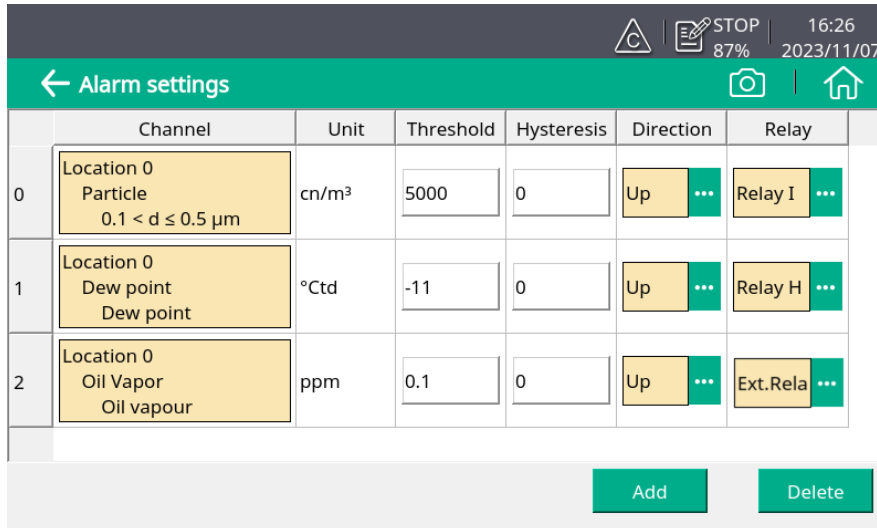 C
STOP
87%
16:26
2023/11/07
Alarm settings
Channel Unit Threshold Hysteresis Direction Relay
0
Location 0
Particle
0.1 < d ≤ 0.5 µm
cn/m³ 5000 0 Up ... Relay I ...
1
Location 0
Dew point
Dew point
°Ctd -11 0 Up ... Relay H ...
2
Location 0
Oil Vapor
Oil vapour
ppm 0.1 0 Up ... Ext.Rela ...
Add Delete